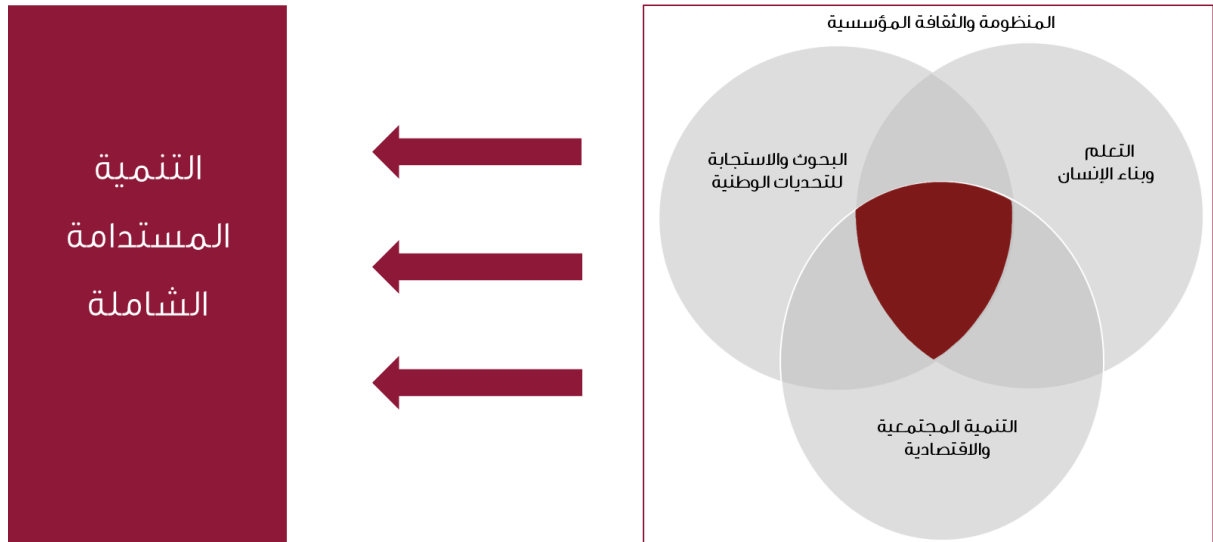 المنظومة والثقافة المؤسسية
التعلم
وبناء الإنسان
البحوث والاستجابة
للتحديات الوطنية
التنمية المجتمعية
والاقتصادية
التنمية
المستدامة
الشاملة